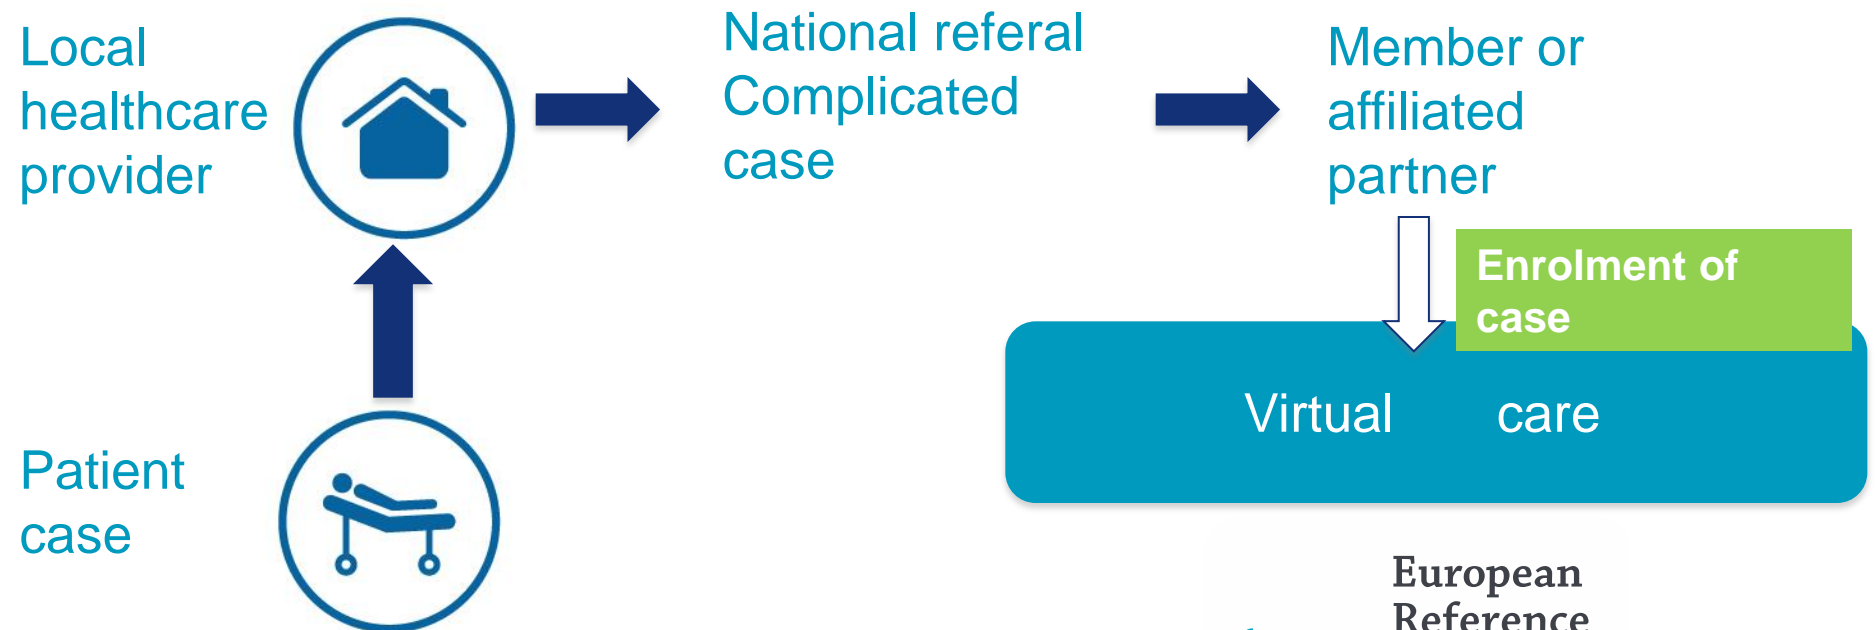 Local
healthcare
provider
National referal
Complicated
case
Member or
affiliated
partner
Enrolment of
case
Virtual care
Patient
case
European
Reference